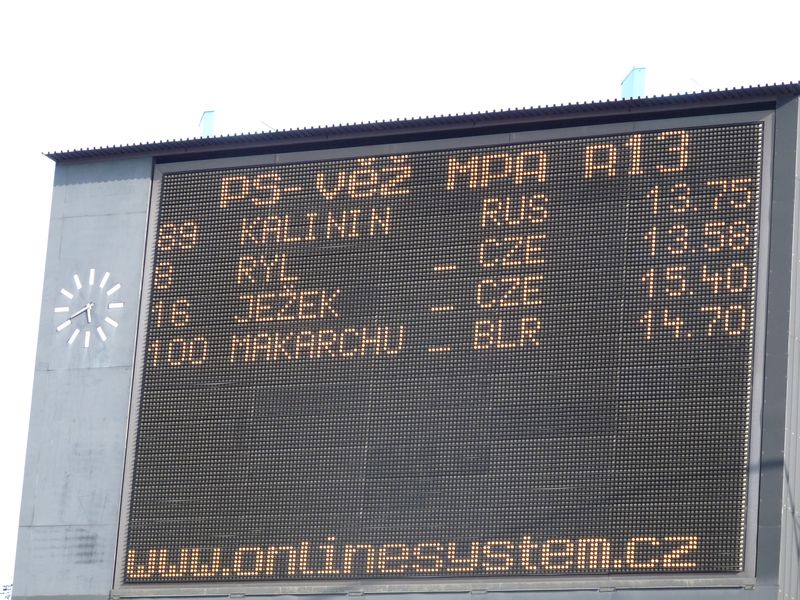 PS-věž MPA A13
89 KALININ RUS 13.75
8 RYL _ CZE 13.58
16 JEŽEK _ CZE 15.40
100 MAKARCHU _ BLR 14.70
www.onlinesystem.cz